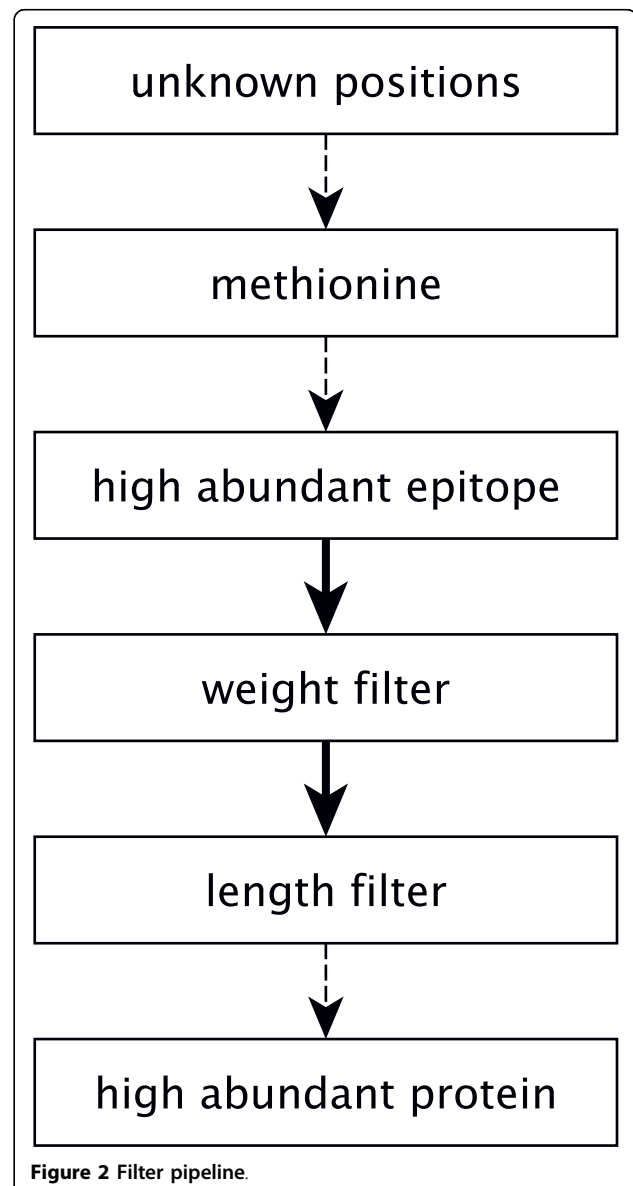 unknown positions
methionine
high abundant epitope
weight filter
length filter
high abundant protein
Figure 2 Filter pipeline.